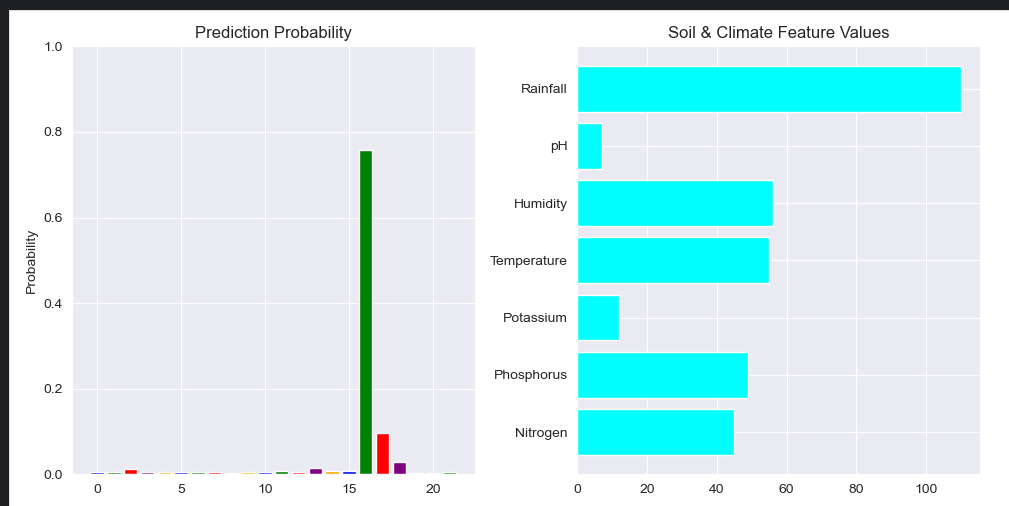 Prediction Probability
1.0
0.8
0.6
0.4
0.2
0.0
Probability
0 5 10 15 20
Soil & Climate Feature Values
Rainfall
pH
Humidity
Temperature
Potassium
Phosphorus
Nitrogen
0 20 40 60 80 100